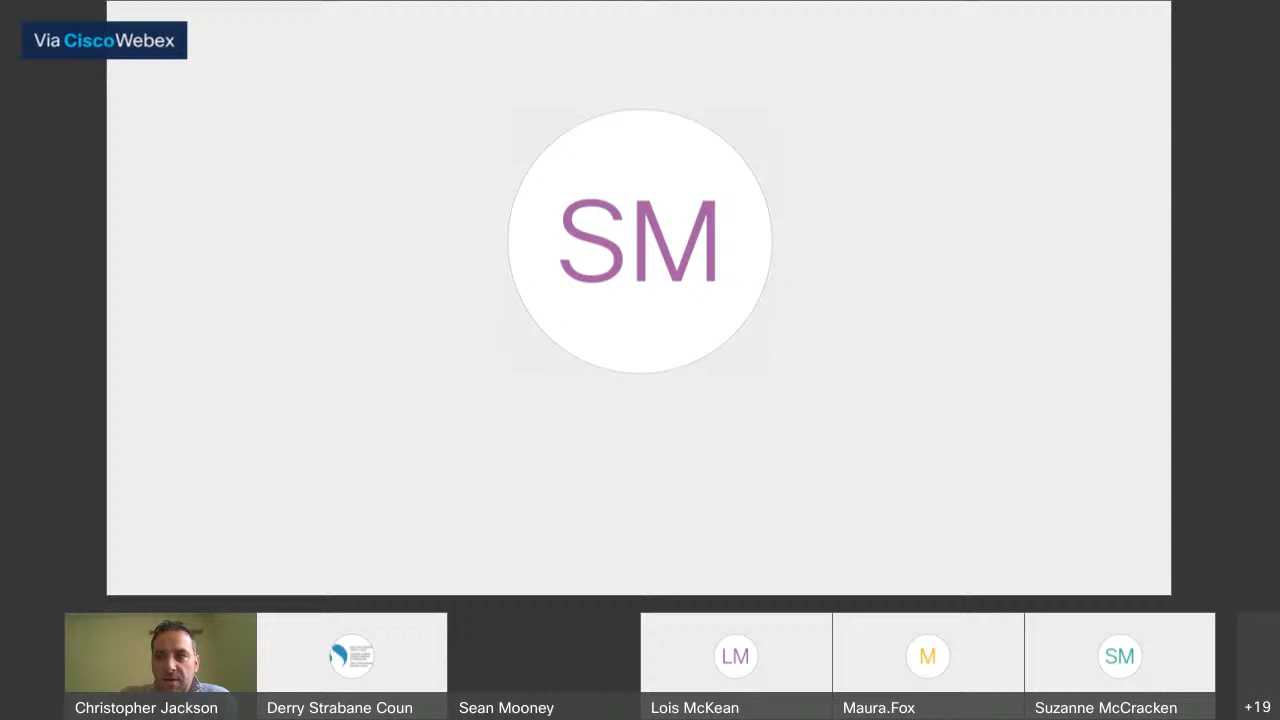 Via CiscoWebex
SM
LM
M
SM
Christopher Jackson
Derry Strabane Coun
Sean Mooney
Lois McKean
Maura.Fox
Suzanne McCracken
+19